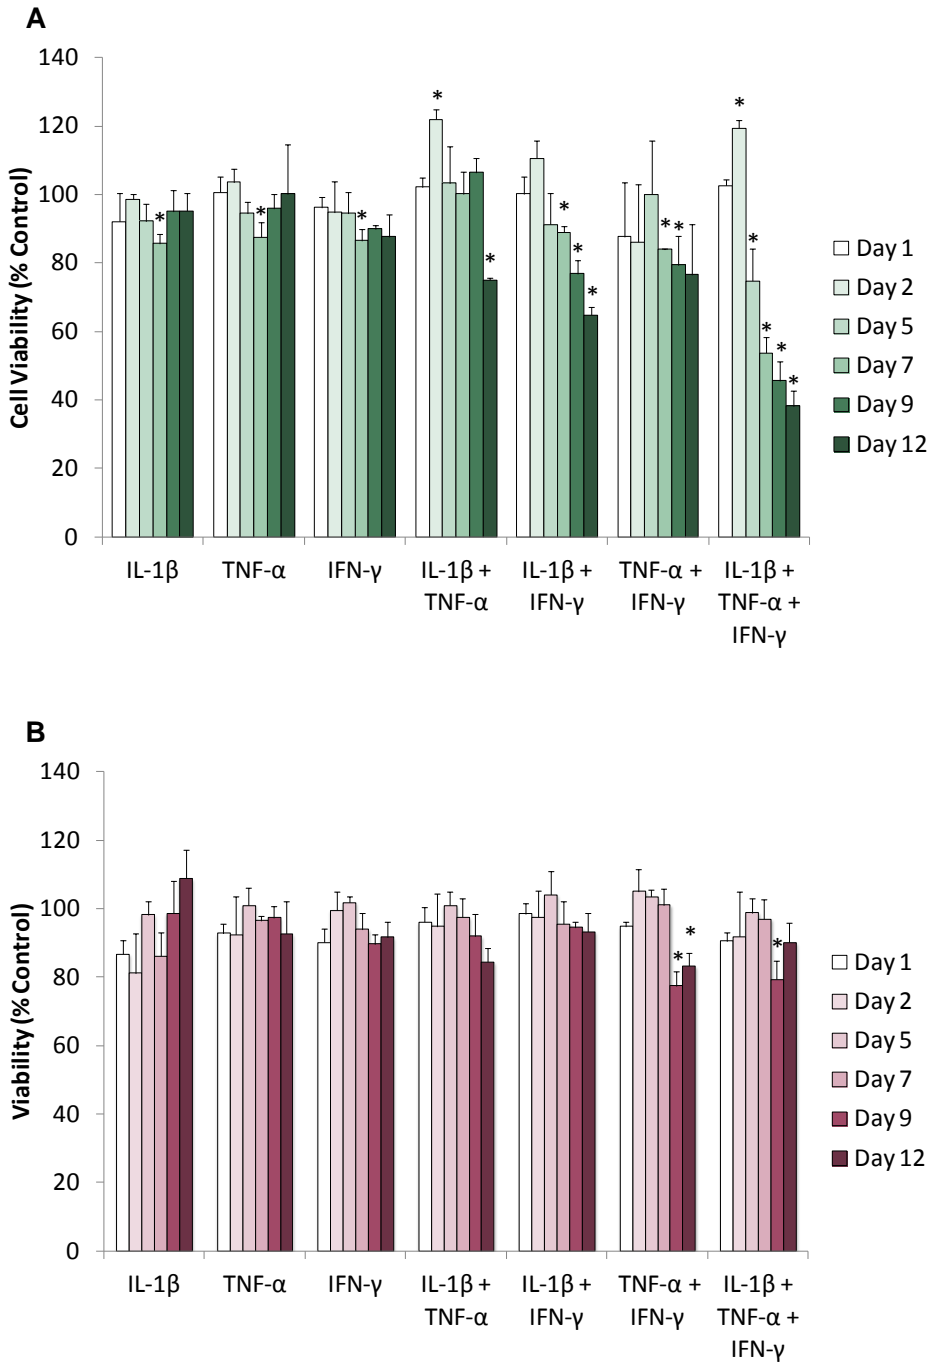 A
140
120
100
80
60
40
20
0
Cell Viability (% Control)
* * * * * * * * * * * * * * * *
IL-1β TNF-α IFN-γ IL-1β + IL-1β + TNF-α + IL-1β +
TNF-α IFN-γ IFN-γ TNF-α +
IFN-γ
Day 1
Day 2
Day 5
Day 7
Day 9
Day 12
B
140
120
100
80
60
40
20
0
Viability (% Control)
* * *
IL-1β TNF-α IFN-γ IL-1β + IL-1β + TNF-α + IL-1β +
TNF-α IFN-γ IFN-γ TNF-α +
IFN-γ
Day 1
Day 2
Day 5
Day 7
Day 9
Day 12